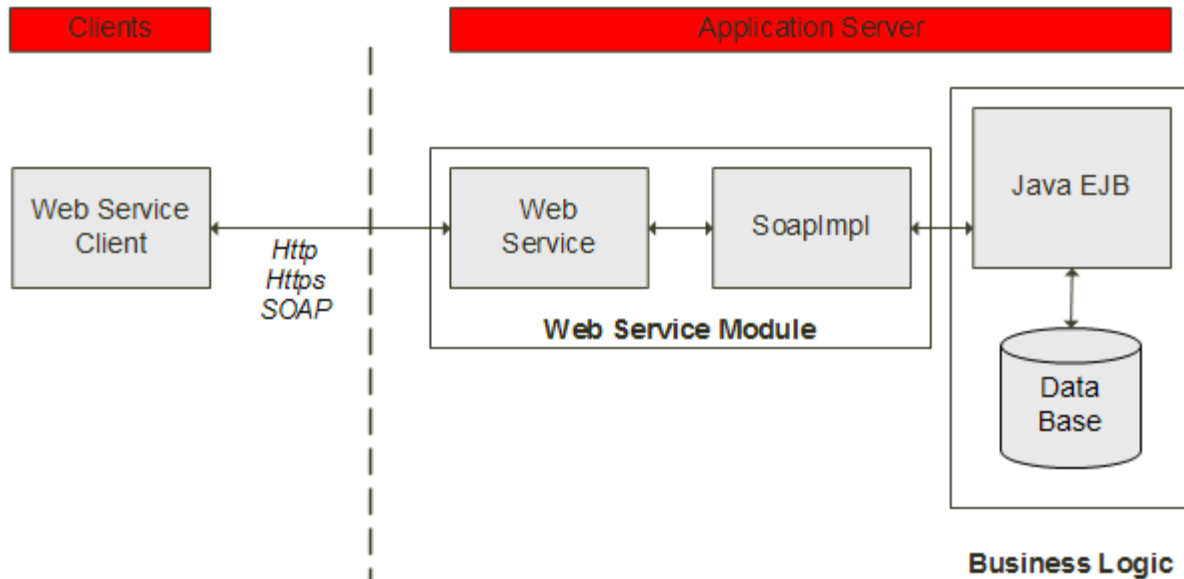 Clients
Application Server
Web Service
Client
Http
Https
SOAP
Web
Service
SoapImpl
Web Service Module
Java EJB
Data
Base
Business Logic